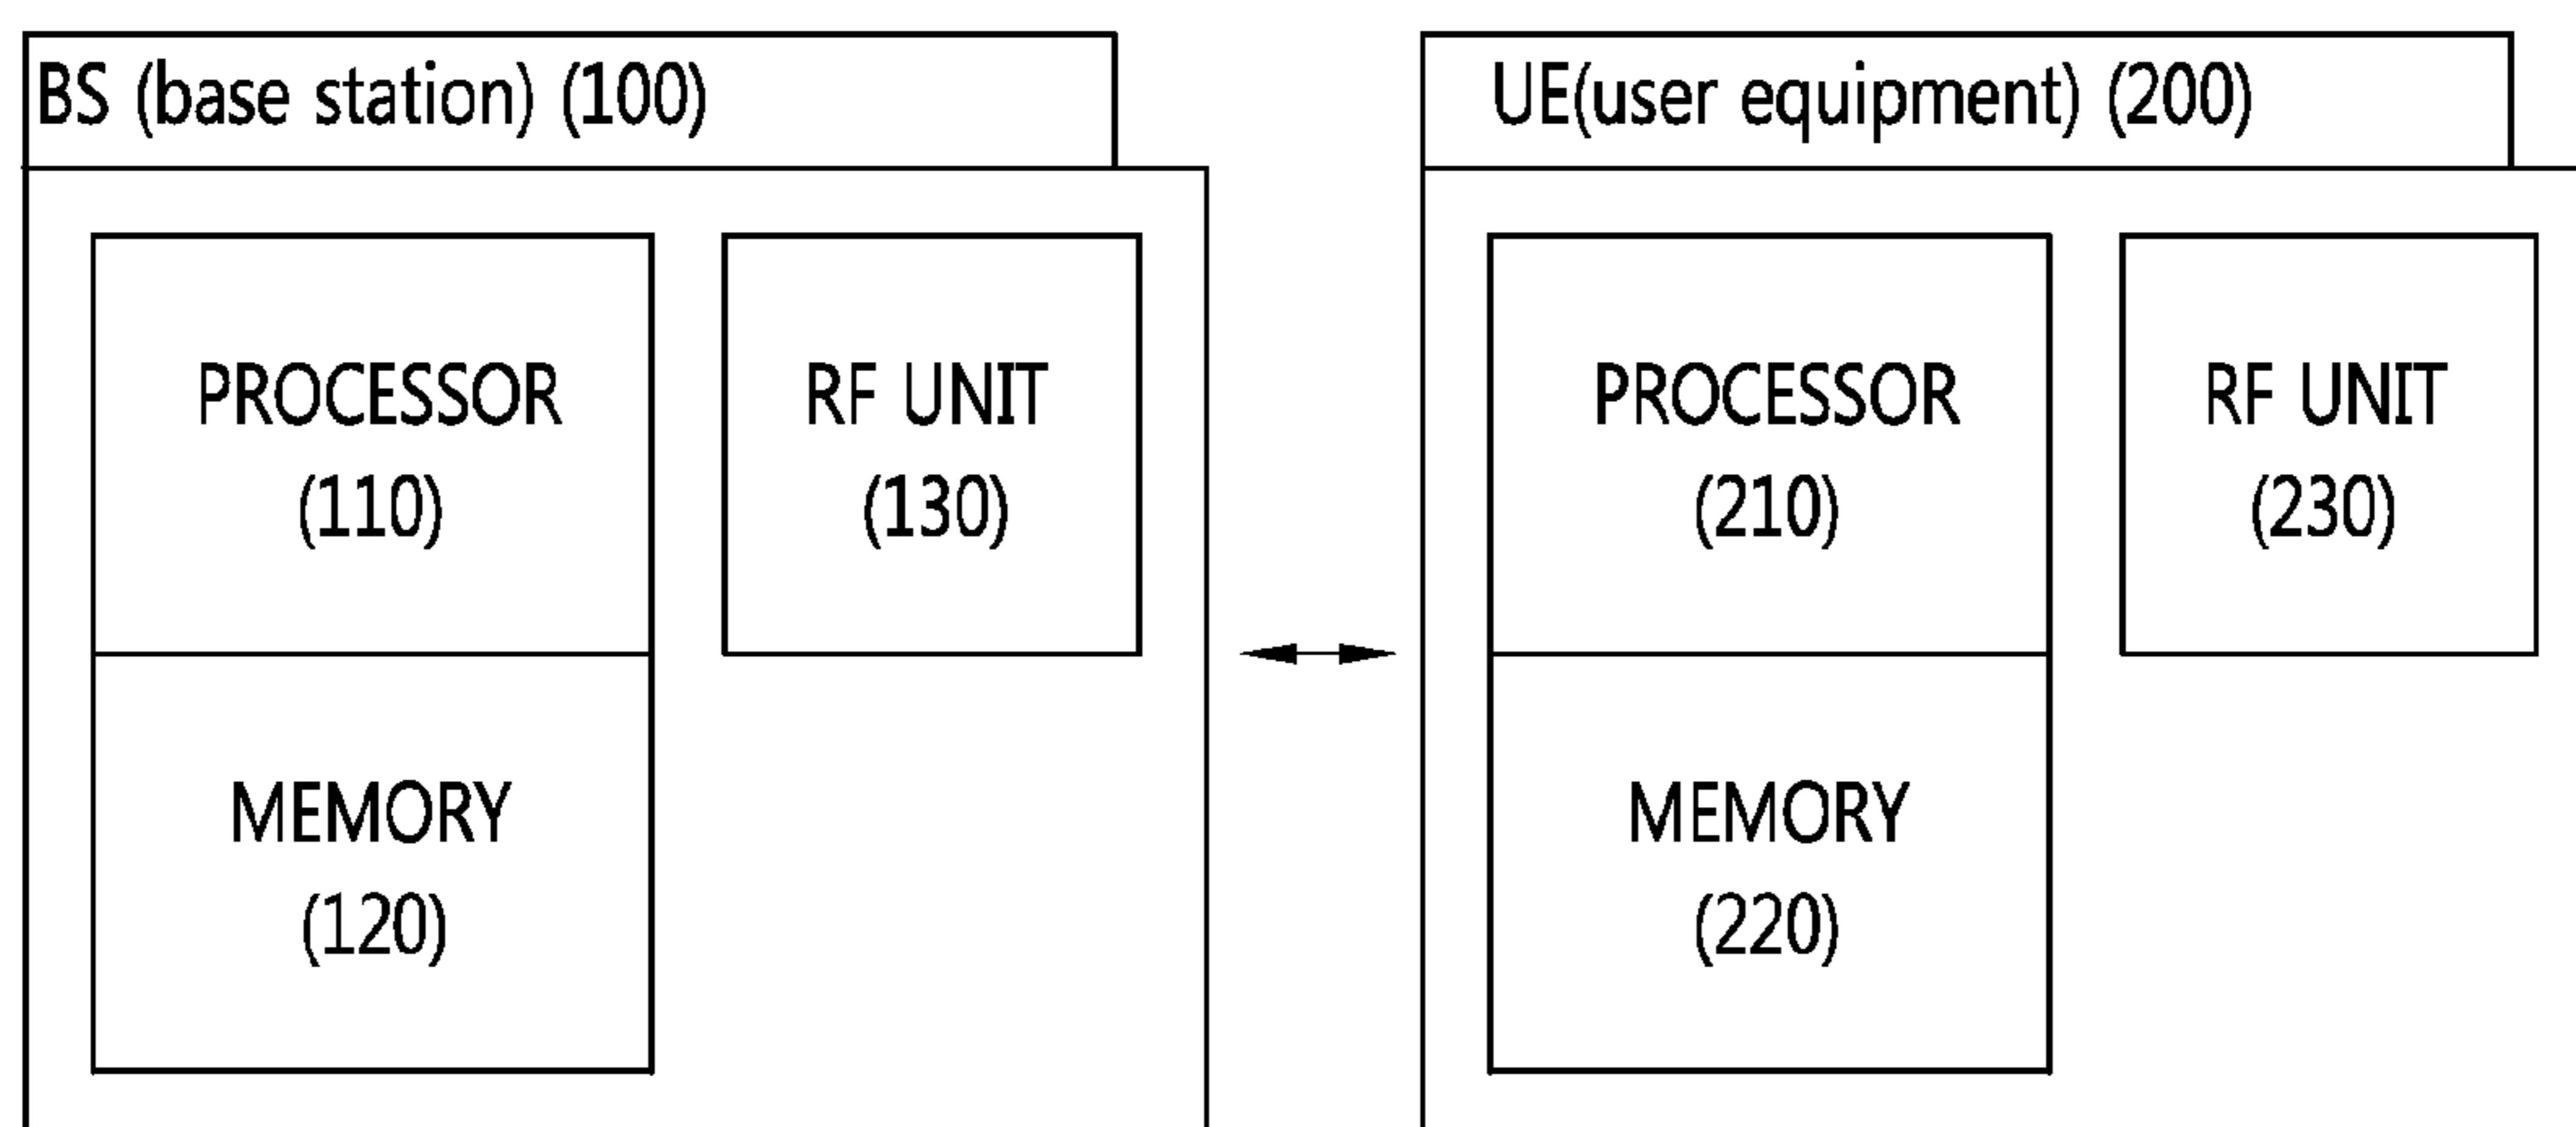 BS (base station) (100)
PROCESSOR
(110)
RF UNIT
(130)
MEMORY
(120)
UE(user equipment) (200)
PROCESSOR
(210)
RF UNIT
(230)
MEMORY
(220)